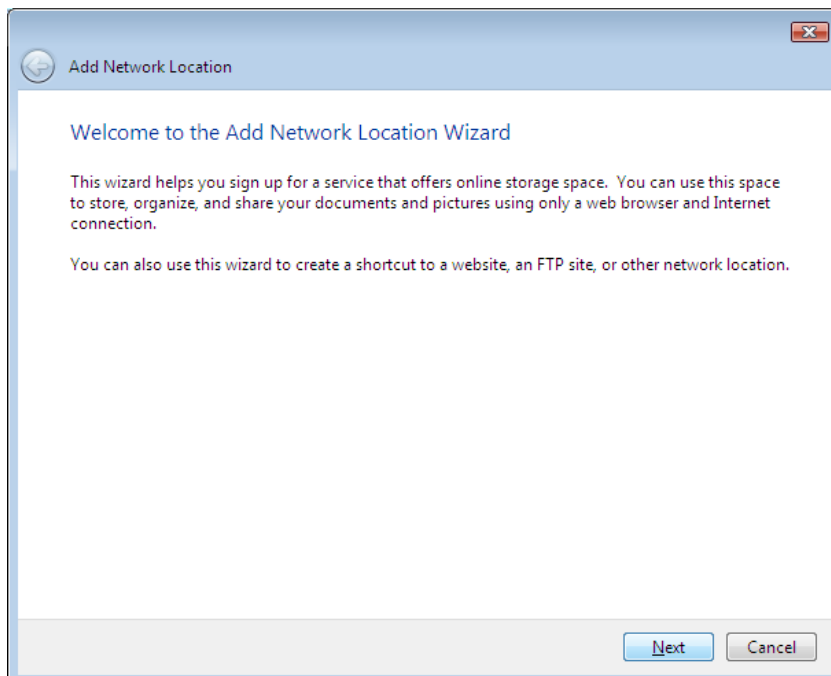 Add Network Location
Welcome to the Add Network Location Wizard
This wizard helps you sign up for a service that offers online storage space.  You can use this space
to store, organize, and share your documents and pictures using only a web browser and Internet
connection.
You can also use this wizard to create a shortcut to a website, an FTP site, or other network location.
Next
Cancel